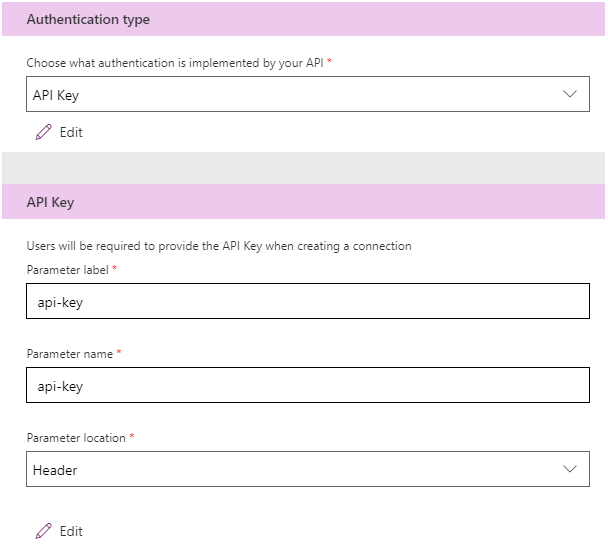 Authentication type
Choose what authentication is implemented by your API *
API Key
Edit
API Key
Users will be required to provide the API Key when creating a connection
Parameter label *
api-key
Parameter name *
api-key
Parameter location *
Header
Edit